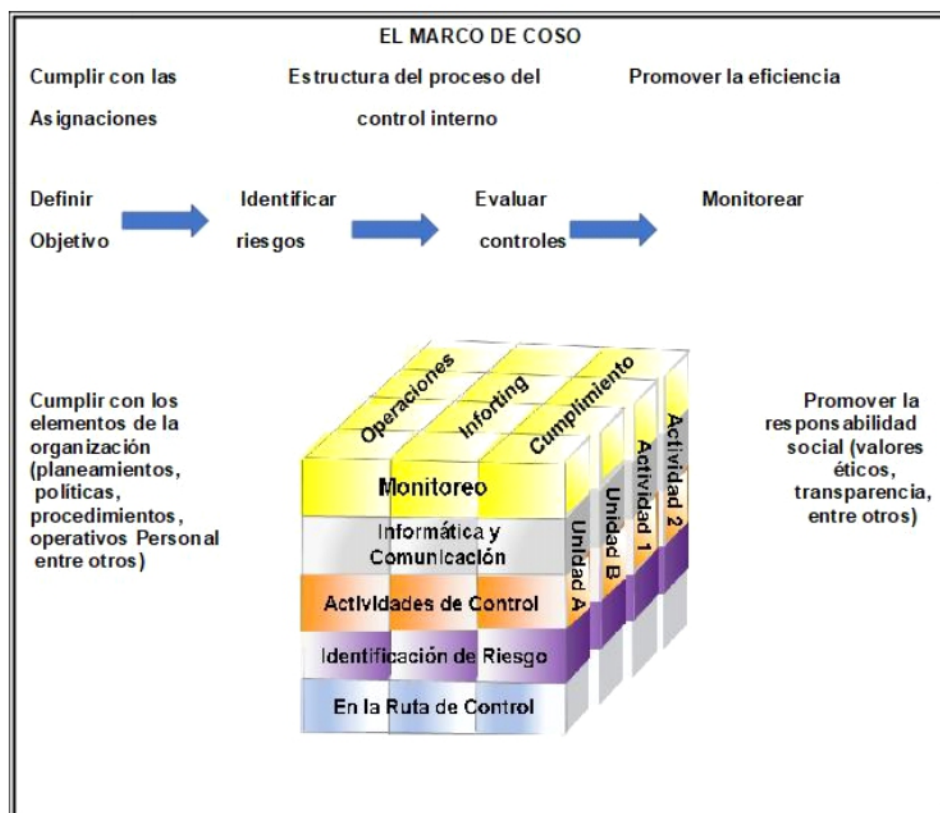 EL MARCO DE COSO
Cumplir con las
Asignaciones
Estructura del proceso del
control interno
Promover la eficiencia
Definir
Objetivo
Identificar
riesgos
Evaluar
controles
Monitorear
Cumplir con los
elementos de la
organización
(planeamientos,
políticas,
procedimientos,
operativos Personal
entre otros)
Operaciones
Inforting
Cumplimiento
Monitoreo
Informática y
Comunicación
Actividades de Control
Identificación de Riesgo
En la Ruta de Control
Unidad A
Unidad B
Actividad 1
Actividad 2
Promover la
responsabilidad
social (valores
éticos,
transparencia,
entre otros)